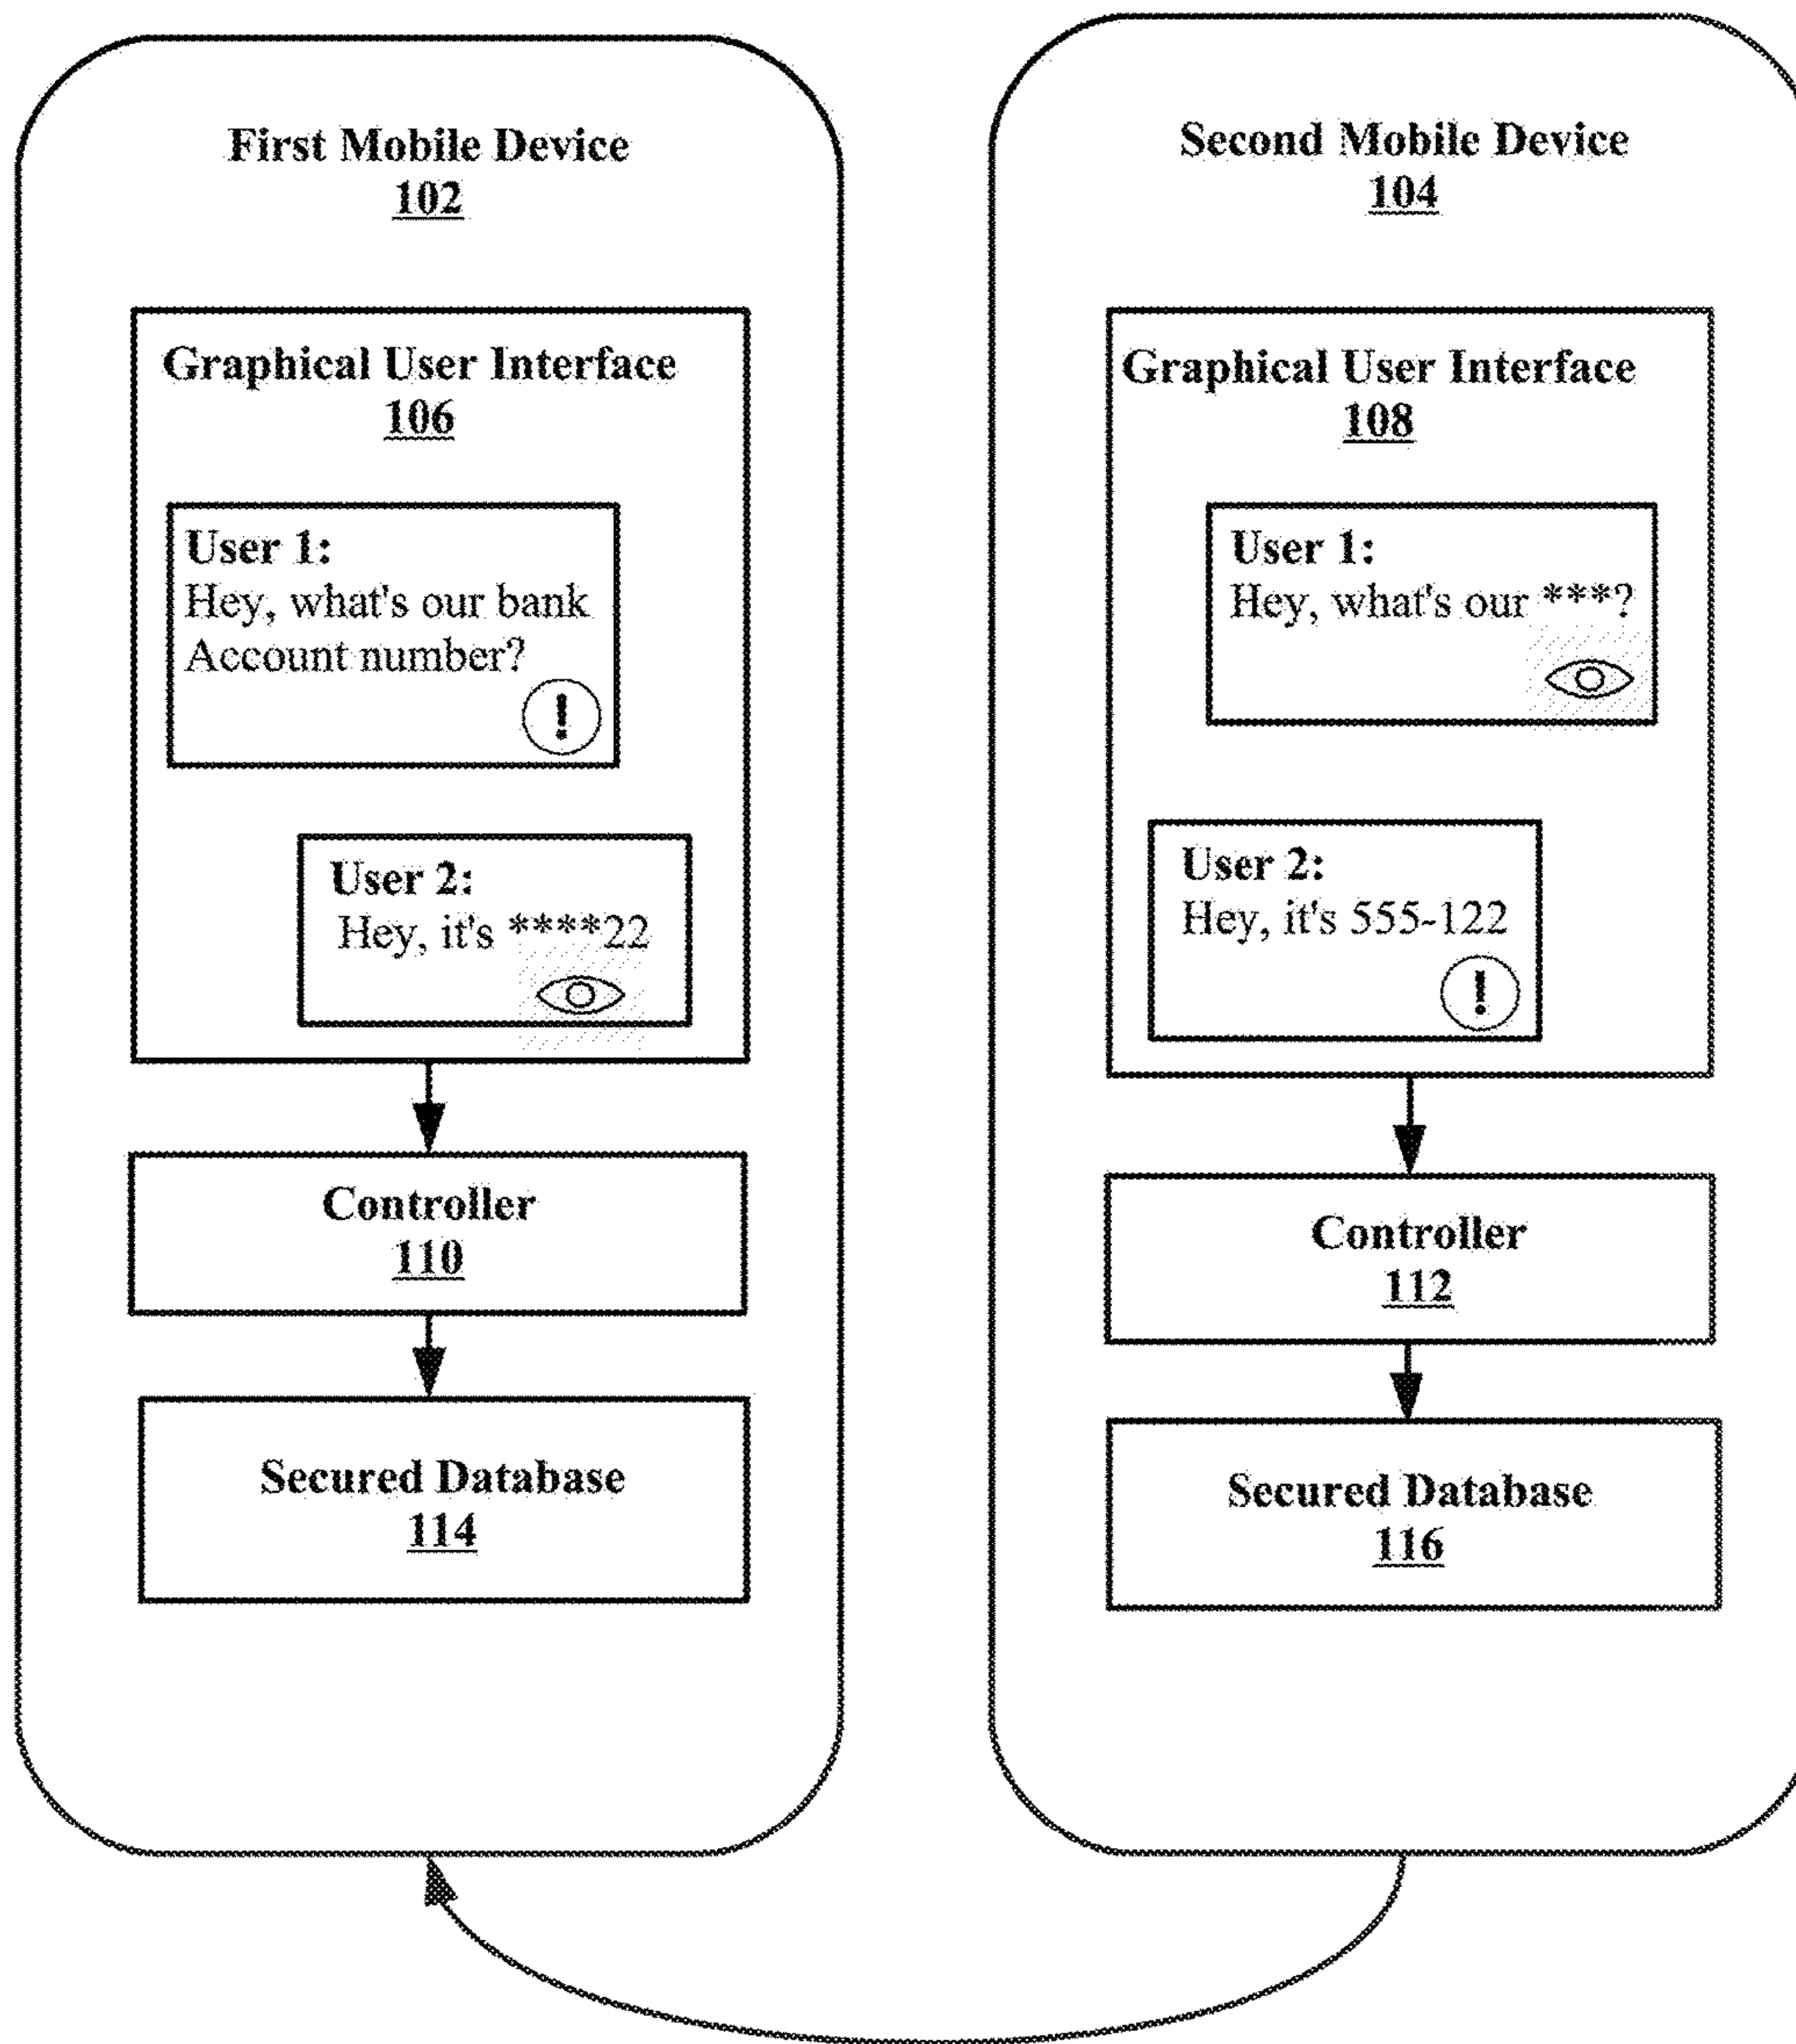 First Mobile Device
102
Graphical User Interface
106
User 1:
Hey, what's our bank
Account number?
!
User 2:
Hey, it's ****22
Controller
110
Secured Database
114
Second Mobile Device
104
Graphical User Interface
108
User 1:
Hey, what's our ***?
User 2:
Hey, it's 555-122
!
Controller
112
Secured Database
116